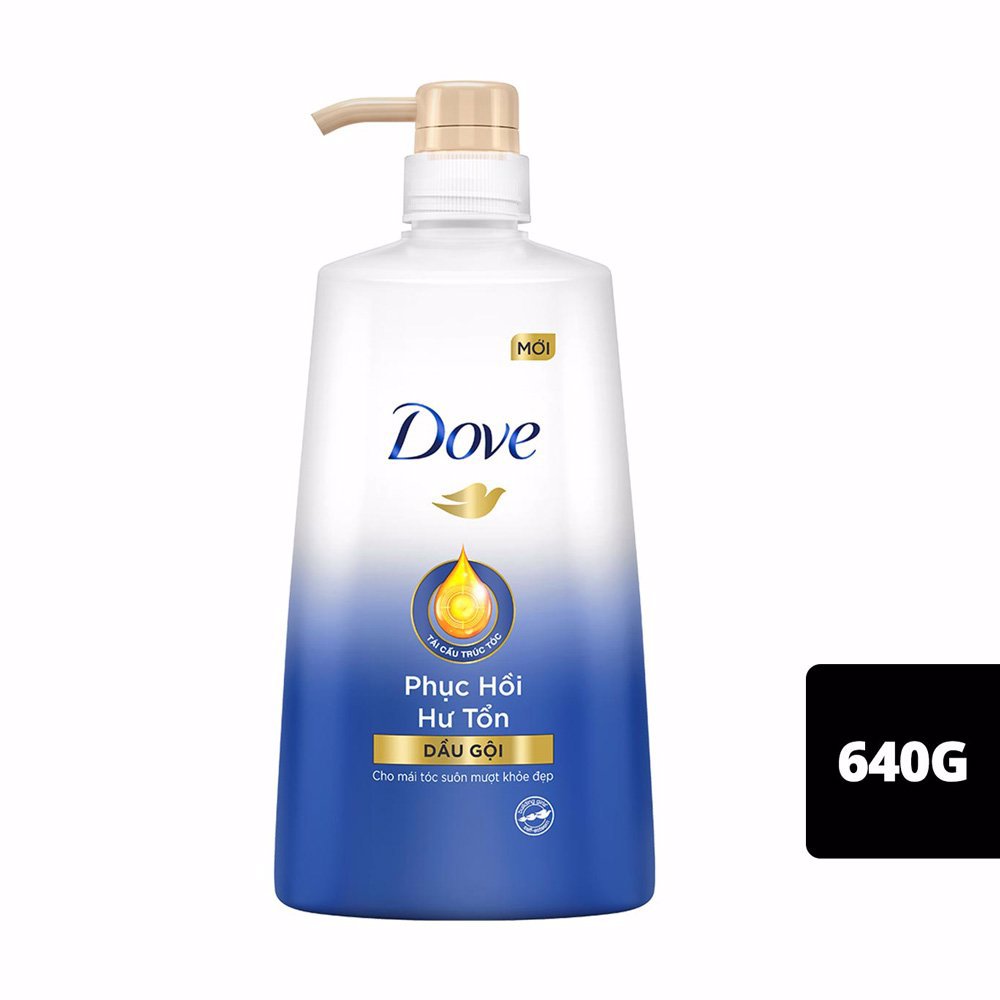 MỚI
Dove
TÁI CẤU TRÚC TÓC
Phục Hồi
Hư Tổn
DẦU GỘI
Cho mái tóc suôn mượt khỏe đẹp
640G